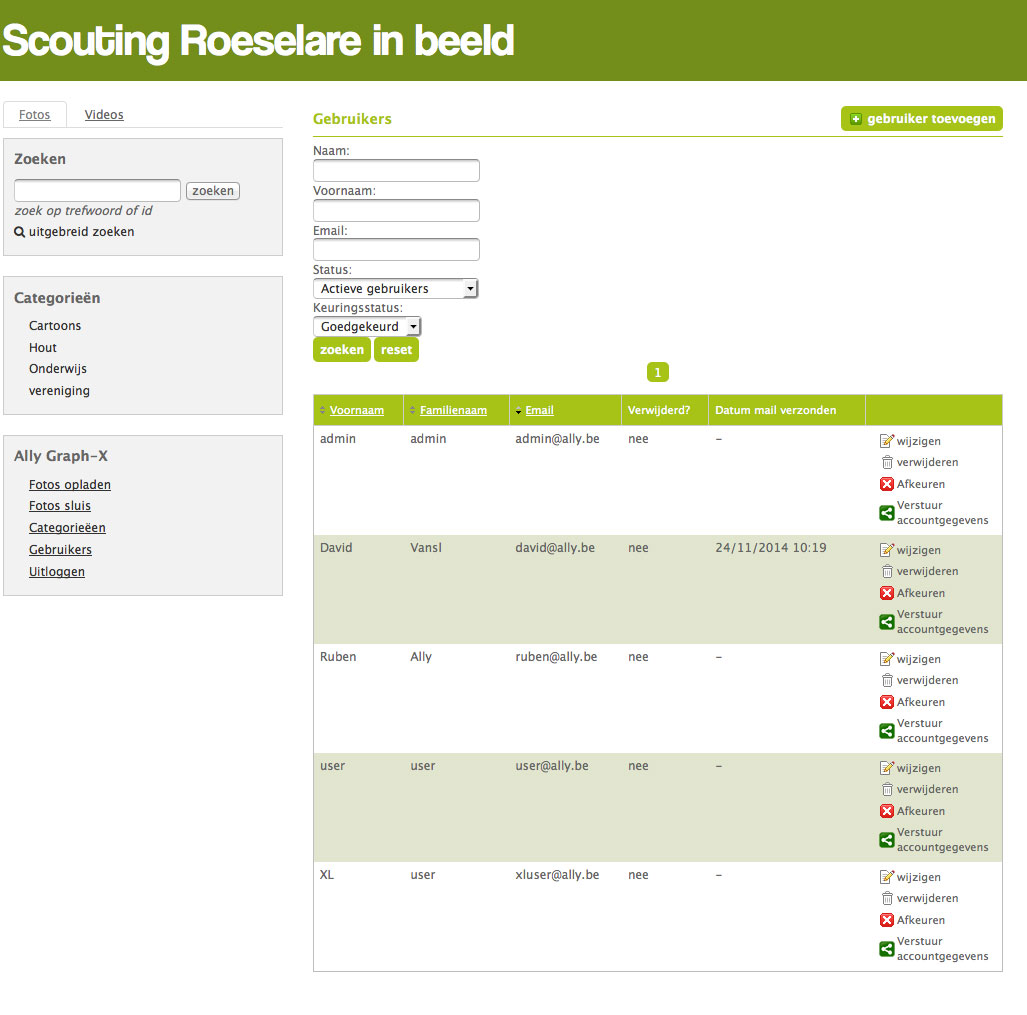 Scouting Roeselare in beeld
Fotos
Videos
Zoeken
zoeken
zoek op trefwoord of id
uitgebreid zoeken
Categorieën
Cartoons
Hout
Onderwijs
vereniging
Ally Graph-X
Fotos opladen
Fotos sluis
Categorieëen
Gebruikers
Uitloggen
Gebruikers
gebruiker toevoegen
Naam:
Voornaam:
Email:
Status:
Actieve gebruikers
Keuringsstatus:
Goedgekeurd
zoeken reset
1
Voornaam Familienaam Email Verwijderd? Datum mail verzonden
admin admin admin@ally.be nee – wijzigen
verwijderen
Afkeuren
Verstuur
accountgegevens
David Vansl david@ally.be nee 24/11/2014 10:19 wijzigen
verwijderen
Afkeuren
Verstuur
accountgegevens
Ruben Ally ruben@ally.be nee – wijzigen
verwijderen
Afkeuren
Verstuur
accountgegevens
user user user@ally.be nee – wijzigen
verwijderen
Afkeuren
Verstuur
accountgegevens
XL user xluser@ally.be nee – wijzigen
verwijderen
Afkeuren
Verstuur
accountgegevens